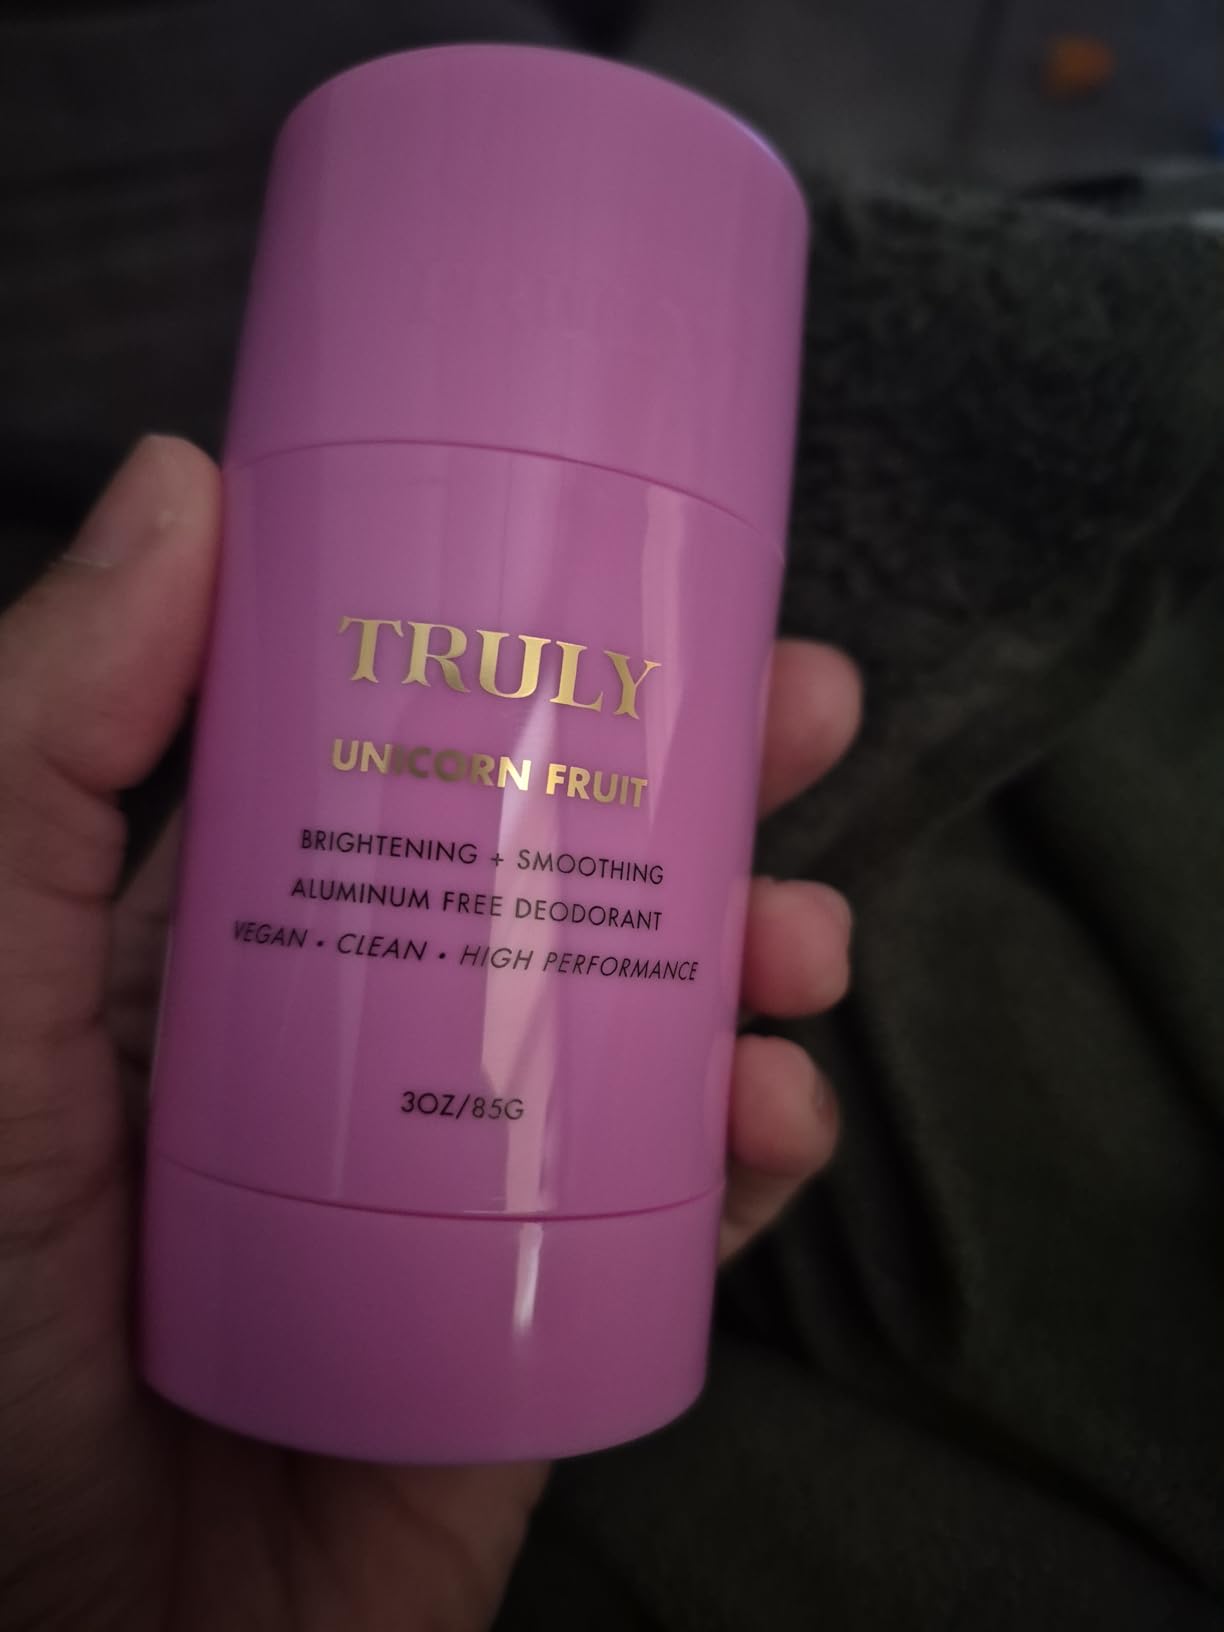 TRULY
UNICORN FRUIT
BRIGHTENING + SMOOTHING
ALUMINUM FREE DEODORANT
VEGAN • CLEAN • HIGH PERFORMANCE
3OZ/85G